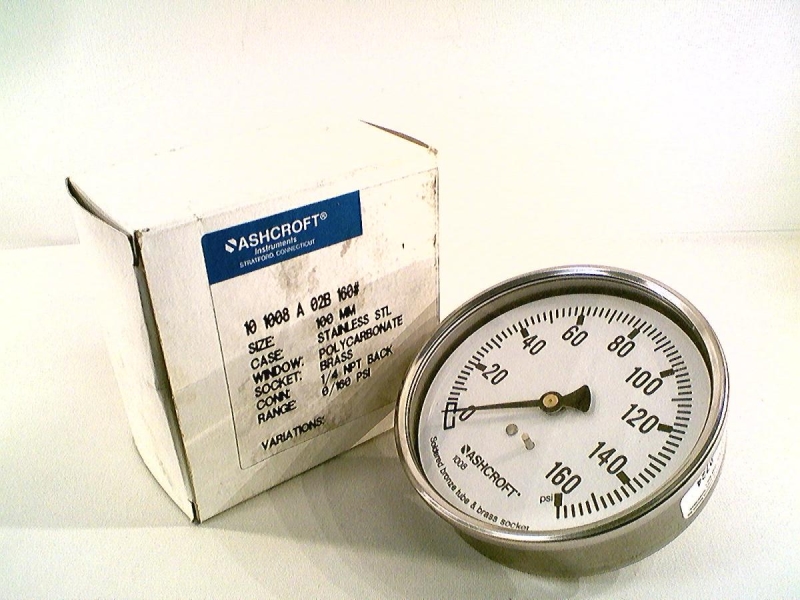 ASHCROFT®
Instruments
STRATFORD, CONNECTICUT
10 1008 A 02B 160#
SIZE: 100 MM
CASE: STAINLESS STL
WINDOW: POLYCARBONATE
SOCKET: BRASS
CONN: 1/4 NPT BACK
RANGE: 0/160 PSI
VARIATIONS:
0 20 40 60 80 100 120 140 160
psi
ASHCROFT®
1008
Soldered bronze tube & brass socket